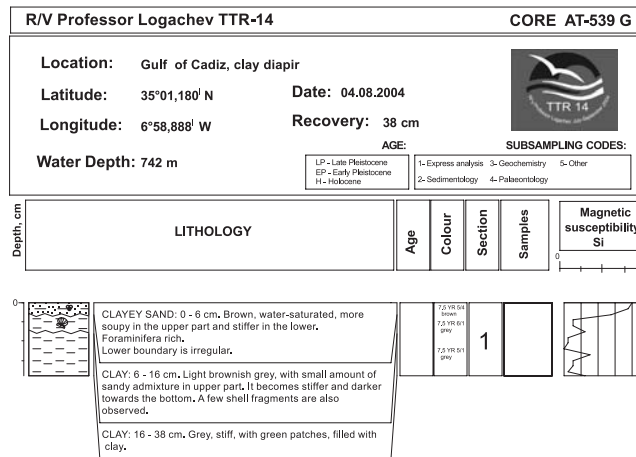 R/V Professor Logachev TTR-14 CORE AT-539 G
Location: Gulf of Cadiz, clay diapir
Latitude: 35°01,180ˡ N Date: 04.08.2004
Longitude: 6°58,888ˡ W Recovery: 38 cm
Water Depth: 742 m
TTR 14
AGE:
LP - Late Pleistocene
EP - Early Pleistocene
H - Holocene
SUBSAMPLING CODES:
1- Express analysis 3- Geochemistry 5- Other
2- Sedimentology 4- Palaeontology
Depth, cm
LITHOLOGY
Age
Colour
Section
Samples
Magnetic
susceptibility
Si
0
0
CLAYEY SAND: 0 - 6 cm. Brown, water-saturated, more
soupy in the upper part and stiffer in the lower.
Foraminifera rich.
Lower boundary is irregular.
CLAY: 6 - 16 cm. Light brownish grey, with small amount of
sandy admixture in upper part. It becomes stiffer and darker
towards the bottom. A few shell fragments are also
observed.
CLAY: 16 - 38 cm. Grey, stiff, with green patches, filled with
clay.
7,5 YR 5/4
brown
7,5 YR 6/1
grey
7,5 YR 5/1
grey
1